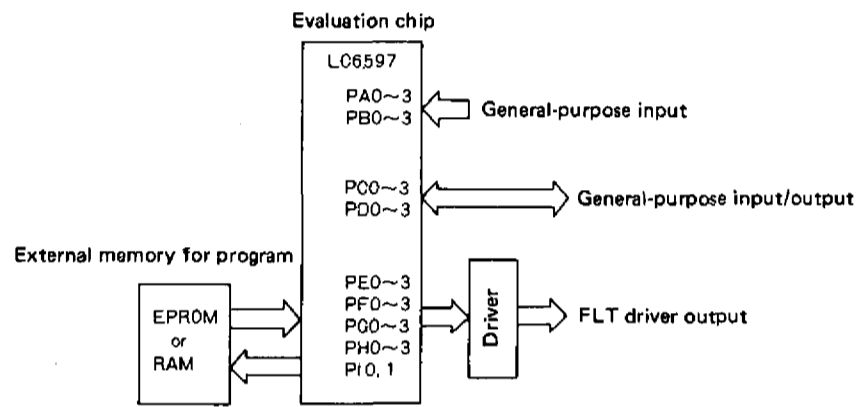 Evaluation chip
LC6597
PA0~3
PB0~3
General-purpose input
PC0~3
PD0~3
General-purpose input/output
External memory for program
EPROM
or
RAM
PE0~3
PF0~3
PG0~3
PH0~3
PI0, 1
Driver
FLT driver output